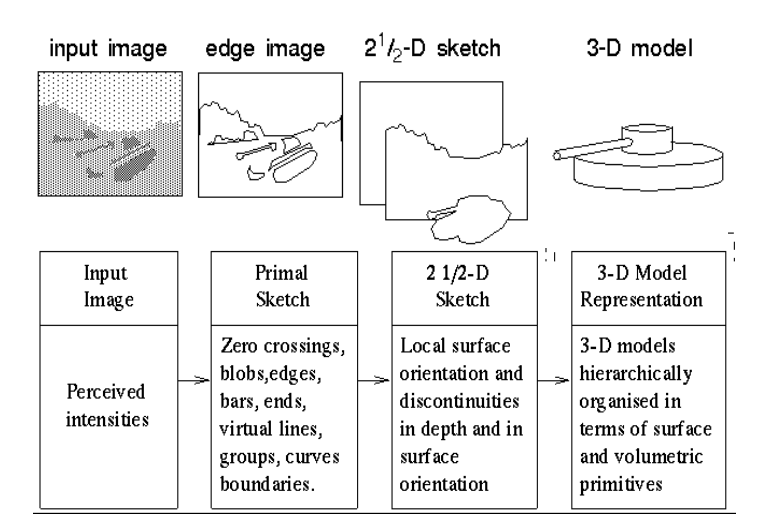 input image
edge image
2 1/2-D sketch
3-D model
Input
Image
Perceived
intensities
Primal
Sketch
Zero crossings,
blobs,edges,
bars, ends,
virtual lines,
groups, curves
boundaries.
2 1/2-D
Sketch
Local surface
orientation and
discontinuities
in depth and in
surface
orientation
3-D Model
Representation
3-D models
hierarchically
organised in
terms of surface
and volumetric
primitives